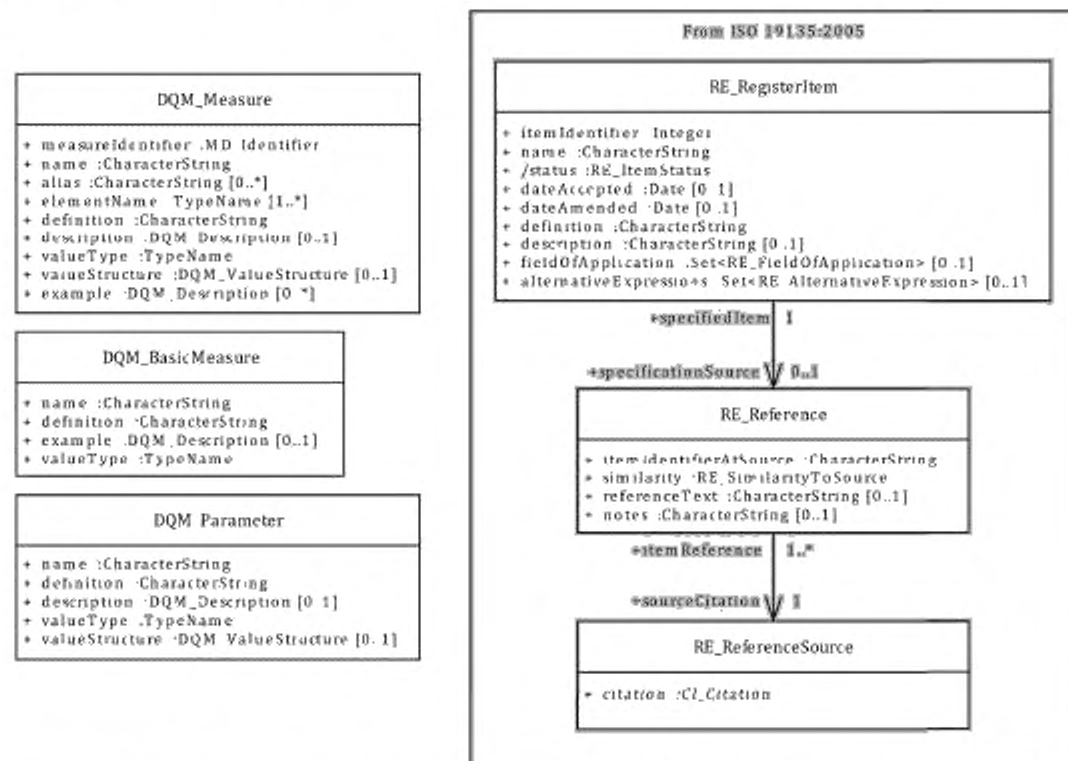 DQM_Measure
+ measureIdentifier :MD_Identifier
+ name :CharacterString
+ alias :CharacterString [0..*]
+ elementName :TypeName [1..*]
+ definition :CharacterString
+ description :DQM_Description [0..1]
+ valueType :TypeName
+ valueStructure :DQM_ValueStructure [0..1]
+ example :DQM_Description [0..*]
DQM_BasicMeasure
+ name :CharacterString
+ definition :CharacterString
+ example :DQM_Description [0..1]
+ valueType :TypeName
DQM_Parameter
+ name :CharacterString
+ definition :CharacterString
+ description :DQM_Description [0..1]
+ valueType :TypeName
+ valueStructure :DQM_ValueStructure [0..1]
From ISO 19135:2005
RE_RegisterItem
+ itemIdentifier :Integer
+ name :CharacterString
+ /status :RE_ItemStatus
+ dateAccepted :Date [0..1]
+ dateAmended :Date [0..1]
+ definition :CharacterString
+ description :CharacterString [0..1]
+ fieldOfApplication :Set<RE_FieldOfApplication> [0..1]
+ alternativeExpressions :Set<RE_AlternativeExpression> [0..1]
+specifiedItem 1
+specificationSource 0..1
RE_Reference
+ itemIdentifierAtSource :CharacterString
+ similarity :RE_SimilarityToSource
+ referenceText :CharacterString [0..1]
+ notes :CharacterString [0..1]
+itemReference 1..*
+sourceCitation 1
RE_ReferenceSource
+ citation :CI_Citation